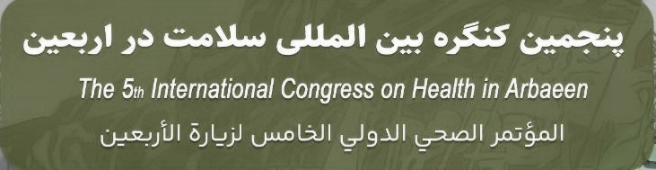 پنجمین کنگره بین المللی سلامت در اربعین
The 5th International Congress on Health in Arbaeen
المؤتمر الصحي الدولي الخامس لزيارة الأربعين